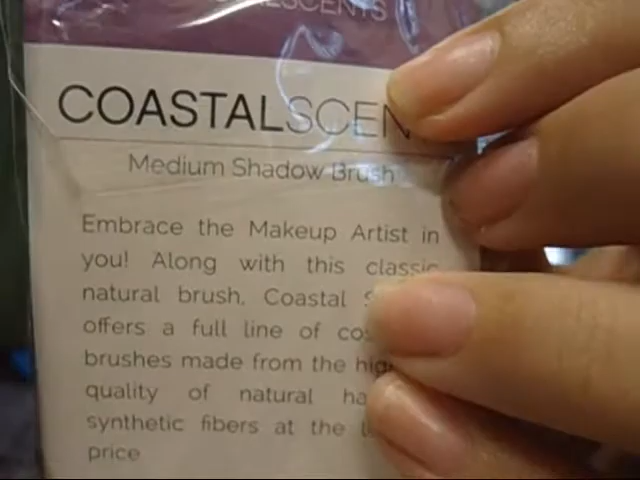 SCENTS
COASTALSCEN
Medium Shadow Brush
Embrace the Makeup Artist in
you! Along with this classic
natural brush, Coastal
offers a full line of
brushes made from the
quality of natural
synthetic fibers at the
price